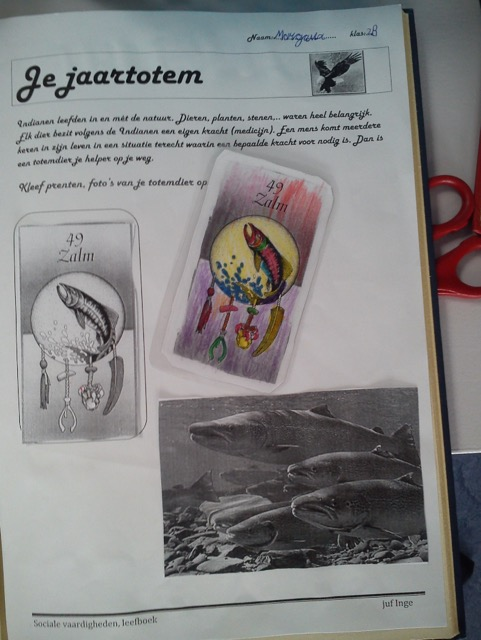 Naam: Morgana..... klas: 2B
Je jaartotem
Indianen leefden in en mét de natuur. Dieren, planten, stenen,.. waren heel belangrijk.
Elk dier bezit volgens de Indianen een eigen kracht (medicijn). Een mens komt meerdere
keren in zijn leven in een situatie terecht waarin een bepaalde kracht voor nodig is. Dan is
een totemdier je helper op je weg.
Kleef prenten, foto's van je totemdier op
49
Zalm
49
Zalm
juf Inge
Sociale vaardigheden, leefboek